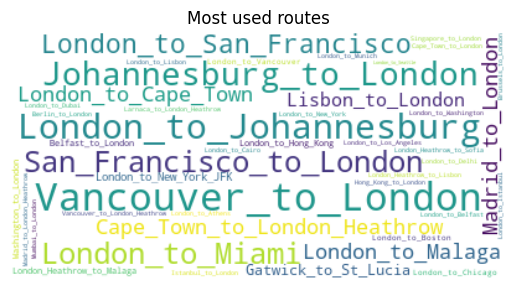 Most used routes
London_to_San_Francisco
Singapore_to_London
Cape_Town_to_London
London_to_Munich
London_to_Lisbon
London_to_Vancouver
Johannesburg_to_London
London_to_Cape_Town
Lisbon_to_London
Madrid_to_London
London_to_Dubai
Larnaca_to_London_Heathrow
Berlin_to_London
London_to_New_York
London_to_Washington
London_to_Johannesburg
Belfast_to_London
London_to_Hong_Kong
London_to_Los_Angeles
London_to_Cairo
London_Heathrow_to_Sofia
San_Francisco_to_London
London_to_Delhi
London_to_New_York_JFK
London_Heathrow_to_Lisbon
Hong_Kong_to_London
Vancouver_to_London
Washington_to_London
Madrid_to_London_Heathrow
Mumbai_to_London
Vancouver_to_London_Heathrow
London_to_Athens
London_to_Belfast
Cape_Town_to_London_Heathrow
London_to_Boston
London_to_Miami
London_to_Malaga
London_Heathrow_to_Malaga
Istanbul_to_London
Gatwick_to_St_Lucia
London_to_Chicago